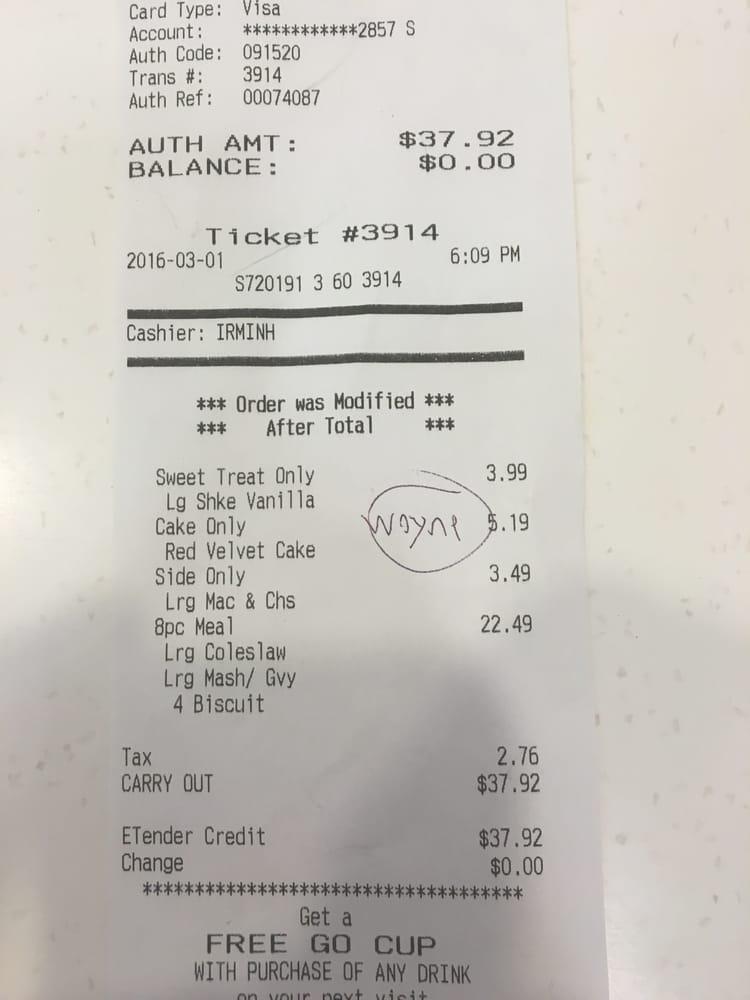 Card Type: Visa
Account: ************2857 S
Auth Code: 091520
Trans #: 3914
Auth Ref: 00074087
AUTH AMT: $37.92
BALANCE: $0.00
Ticket #3914
2016-03-01 6:09 PM
S720191 3 60 3914
Cashier: IRMINH
*** Order was Modified ***
*** After Total ***
Sweet Treat Only 3.99
Lg Shke Vanilla
Wayne
Cake Only 5.19
Red Velvet Cake
Side Only 3.49
Lrg Mac & Chs
8pc Meal 22.49
Lrg Coleslaw
Lrg Mash/ Gvy
4 Biscuit
Tax 2.76
CARRY OUT $37.92
ETender Credit $37.92
Change $0.00
*************************************
Get a
FREE GO CUP
WITH PURCHASE OF ANY DRINK
on your next visit